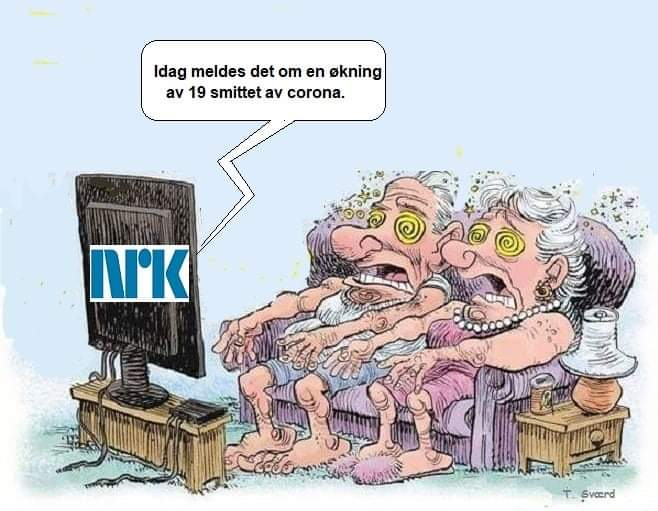 Idag meldes det om en økning
av 19 smittet av corona.
NRK
T. Sværd